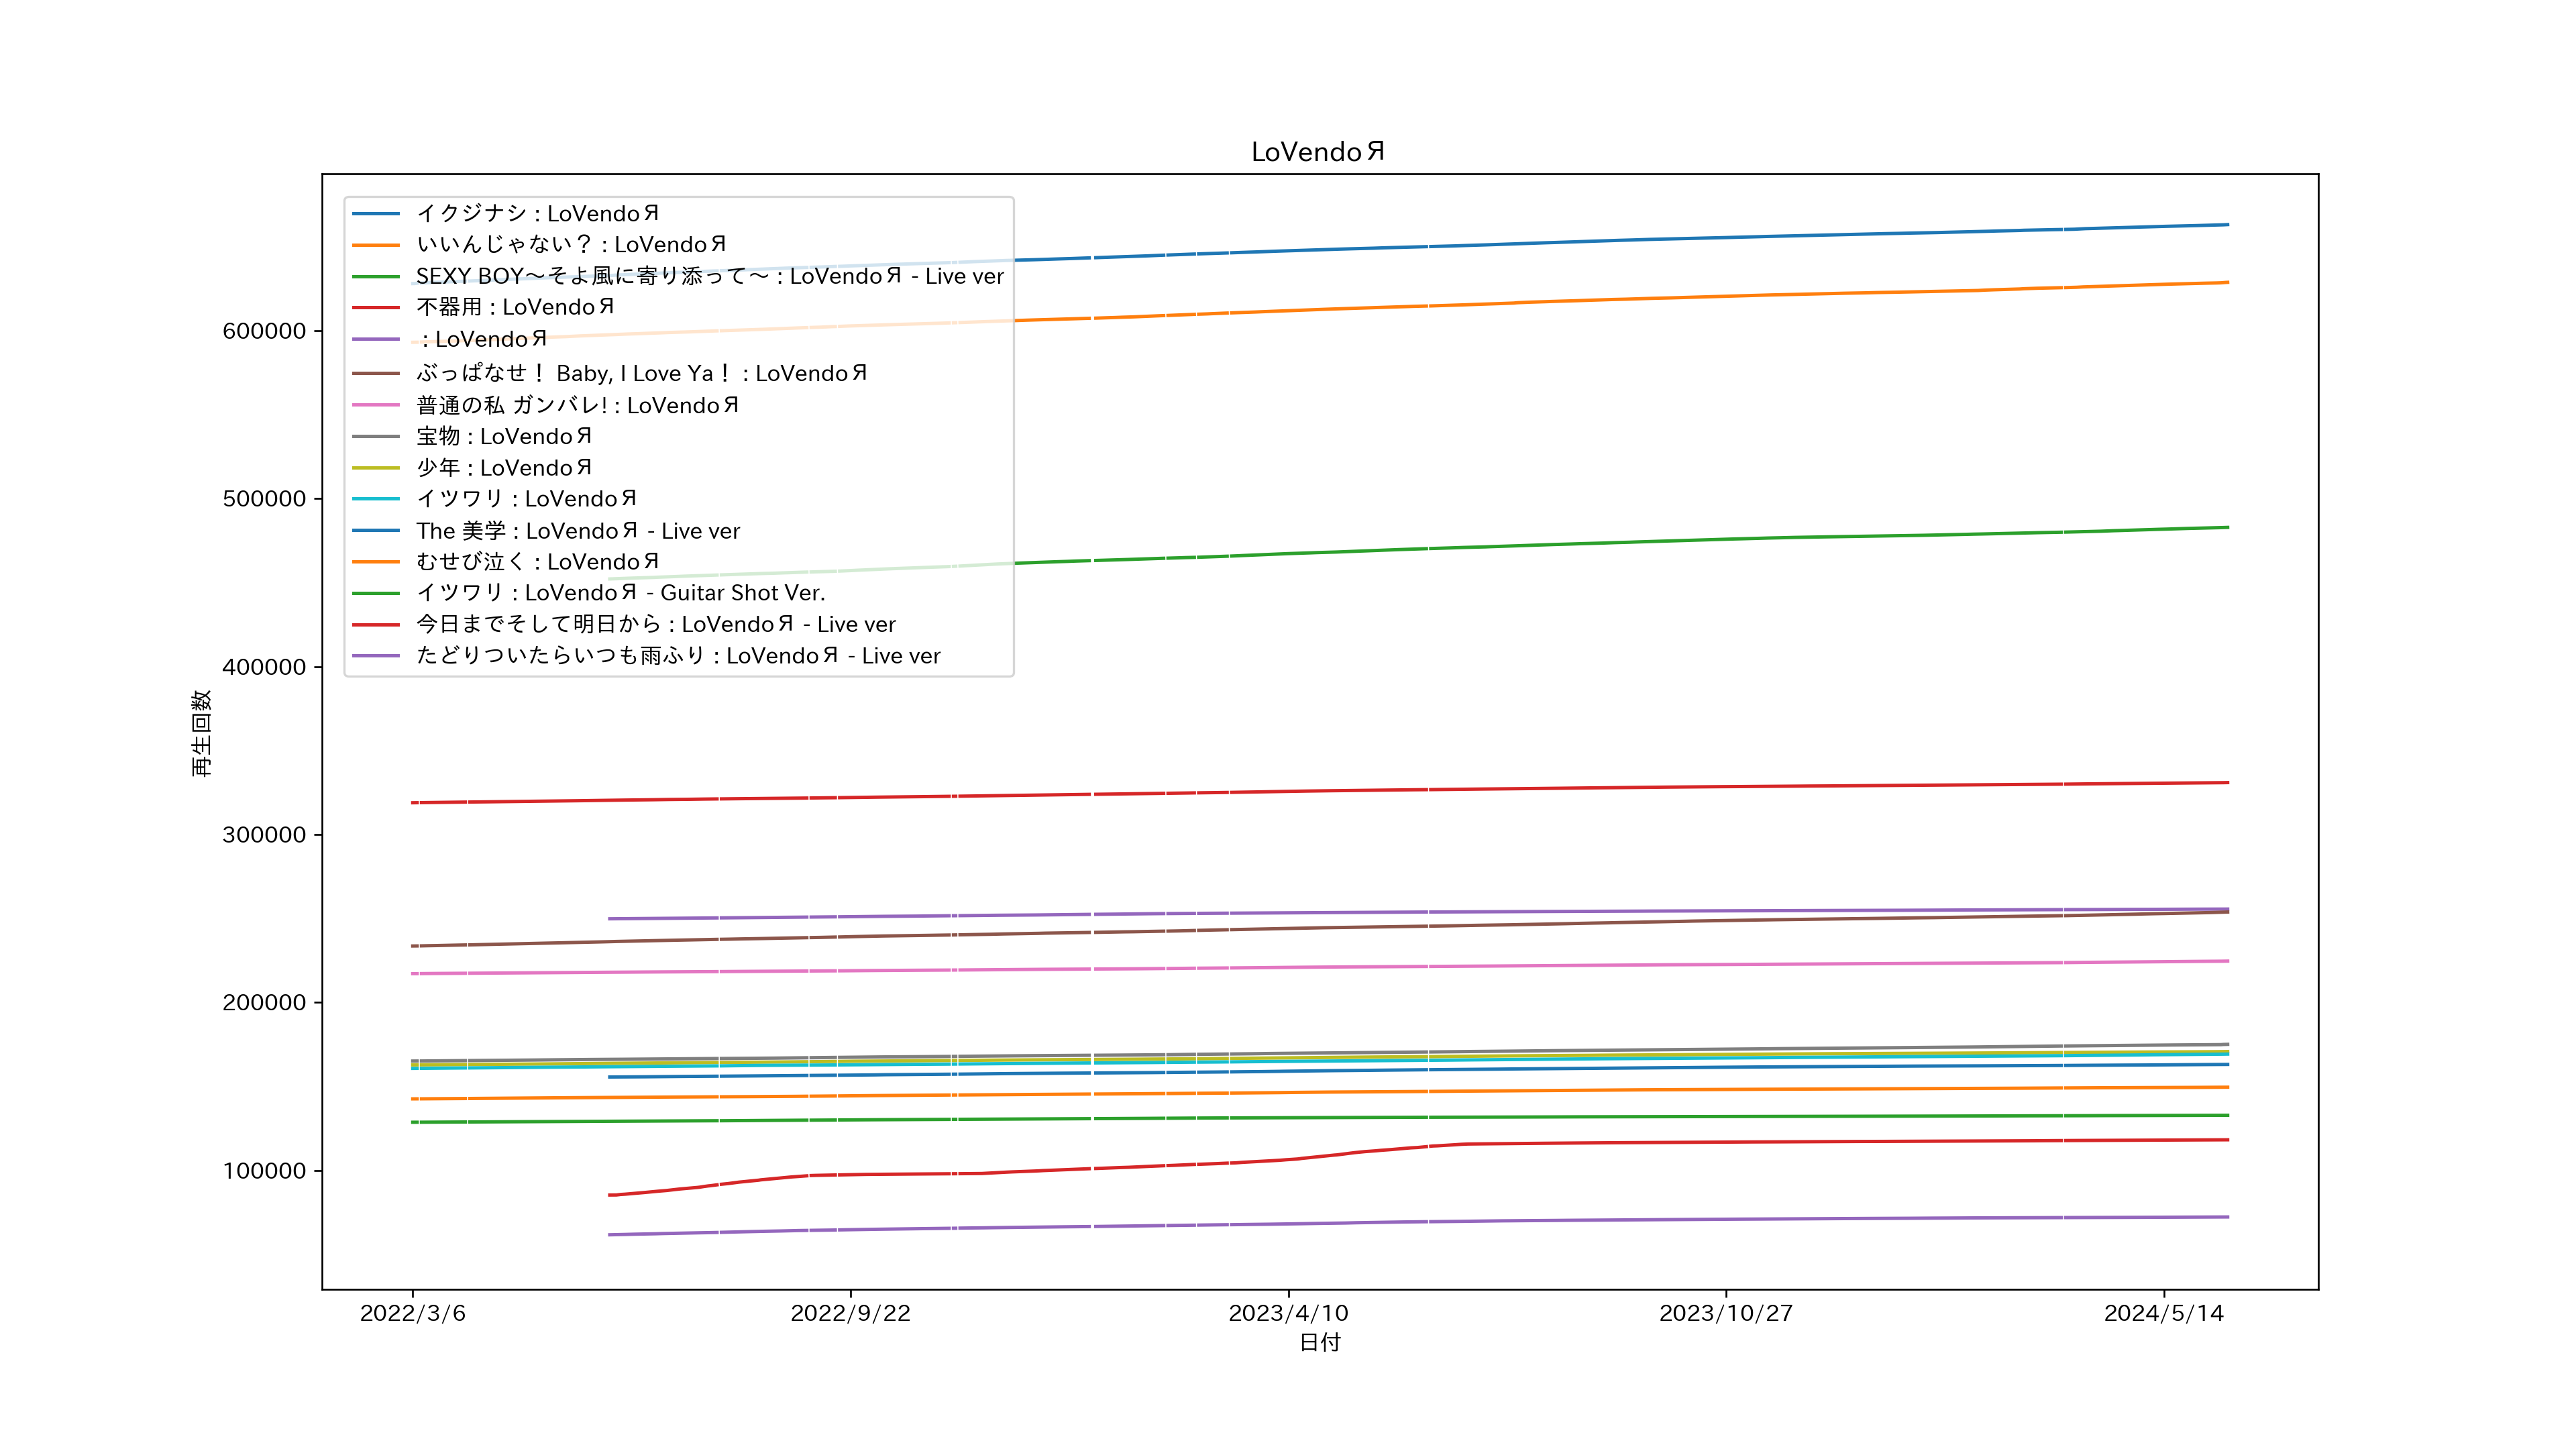 LoVendoЯ
イクジナシ : LoVendoЯ
いいんじゃない？ : LoVendoЯ
SEXY BOY～そよ風に寄り添って～ : LoVendoЯ - Live ver
不器用 : LoVendoЯ
: LoVendoЯ
ぶっぱなせ！ Baby, I Love Ya！ : LoVendoЯ
普通の私 ガンバレ! : LoVendoЯ
宝物 : LoVendoЯ
少年 : LoVendoЯ
イツワリ : LoVendoЯ
The 美学 : LoVendoЯ - Live ver
むせび泣く : LoVendoЯ
イツワリ : LoVendoЯ - Guitar Shot Ver.
今日までそして明日から : LoVendoЯ - Live ver
たどりついたらいつも雨ふり : LoVendoЯ - Live ver
600000
500000
400000
300000
200000
100000
再生回数
2022/3/6
2022/9/22
2023/4/10
2023/10/27
2024/5/14
日付